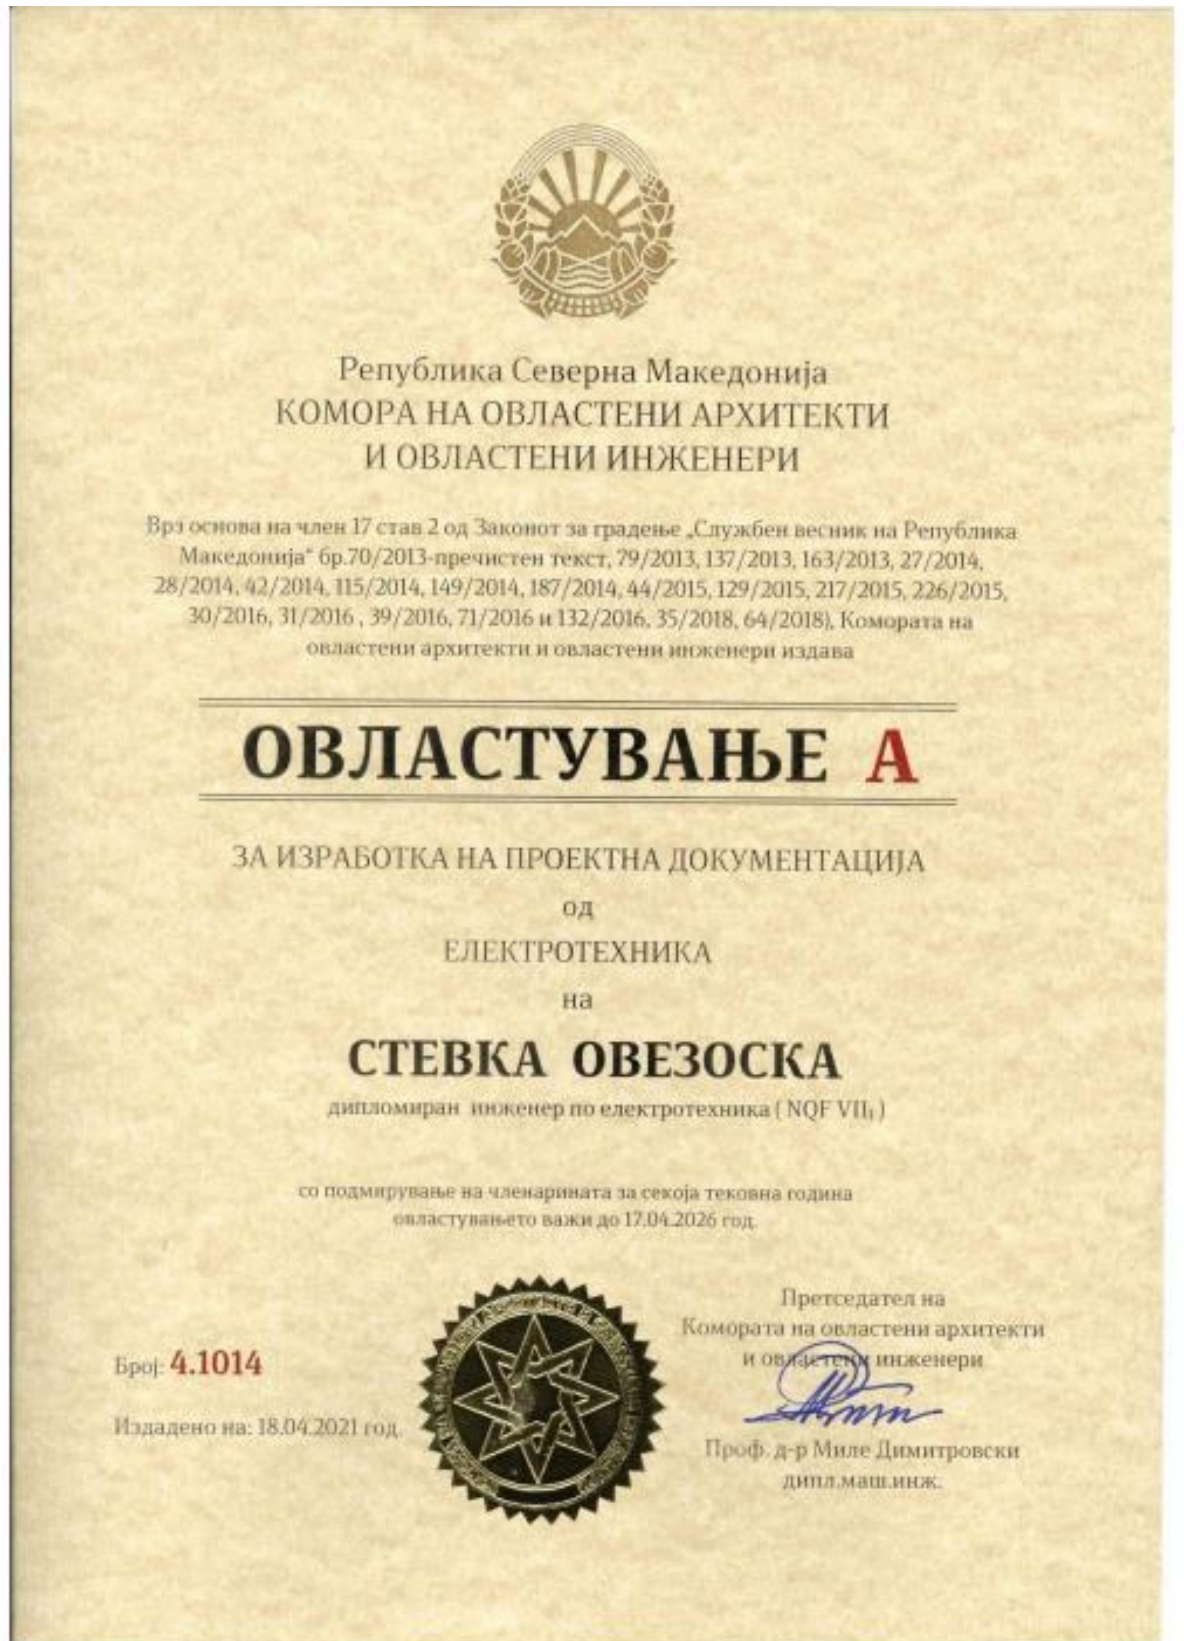 Република Северна Македонија
КОМОРА НА ОВЛАСТЕНИ АРХИТЕКТИ
И ОВЛАСТЕНИ ИНЖЕНЕРИ
Врз основа на член 17 став 2 од Законот за градење „Службен весник на Република
Македонија“ бр.70/2013-пречистен текст, 79/2013, 137/2013, 163/2013, 27/2014,
28/2014, 42/2014, 115/2014, 149/2014, 187/2014, 44/2015, 129/2015, 217/2015, 226/2015,
30/2016, 31/2016 , 39/2016, 71/2016 и 132/2016, 35/2018, 64/2018), Комората на
овластени архитекти и овластени инженери издава
ОВЛАСТУВАЊЕ А
ЗА ИЗРАБОТКА НА ПРОЕКТНА ДОКУМЕНТАЦИЈА
од
ЕЛЕКТРОТЕХНИКА
на
СТЕВКА ОВЕЗОСКА
дипломиран инженер по електротехника ( NQF VII₁ )
со подмирување на членарината за секоја тековна година
овластувањето важи до 17.04.2026 год.
Број: 4.1014
Издадено на: 18.04.2021 год.
Претседател на
Комората на овластени архитекти
и овластени инженери
Проф. д-р Миле Димитровски
дипл.маш.инж.